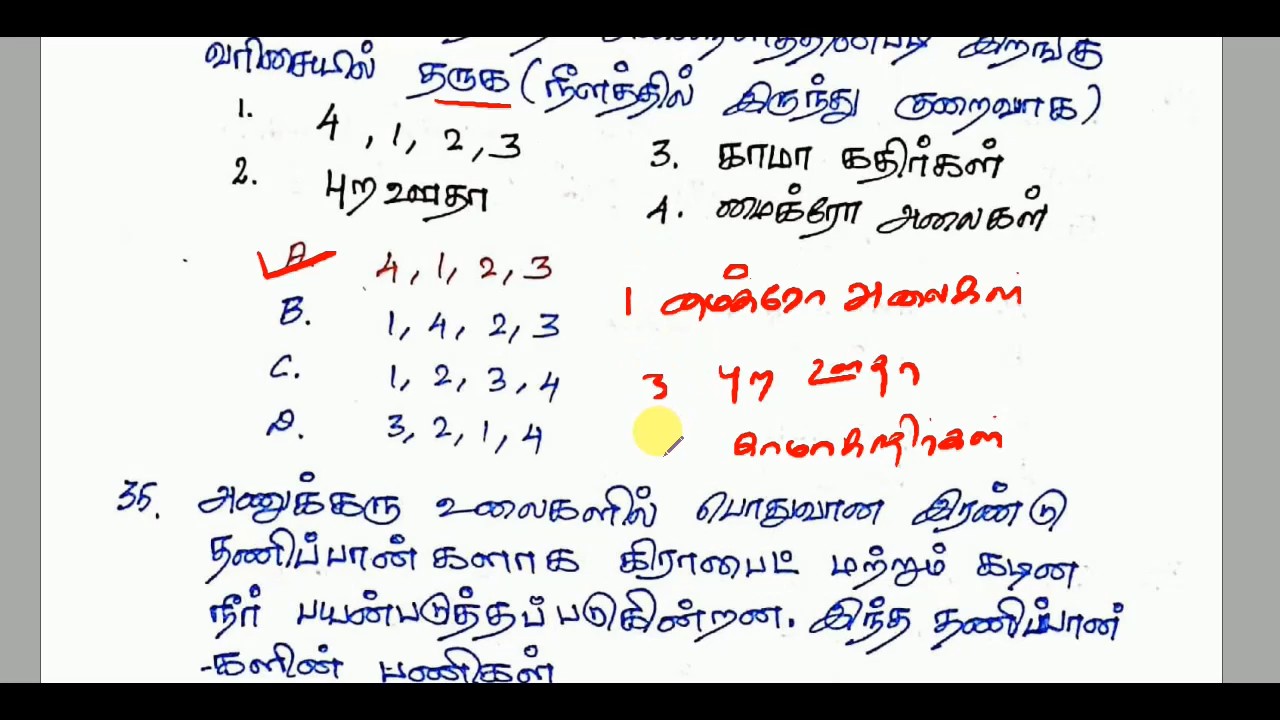 வரிசையில் தருக (நீளத்தில் இருந்து குறைவாக)
1. 4, 1, 2, 3
2. புற ஊதா
3. காமா கதிர்கள்
4. மைக்ரோ அலைகள்
A. 4, 1, 2, 3
B. 1, 4, 2, 3
C. 1, 2, 3, 4
D. 3, 2, 1, 4
1 மைக்ரோ அலைகள்
3 புற ஊதா
காமாகதிர்கள்
35. அணுக்கரு உலைகளில் பொதுவான இரண்டு
தணிப்பான்களாக கிராபைட் மற்றும் கடின
நீர் பயன்படுத்தப் படுகின்றன. இந்த தணிப்பான்
-களின் பணிகள்